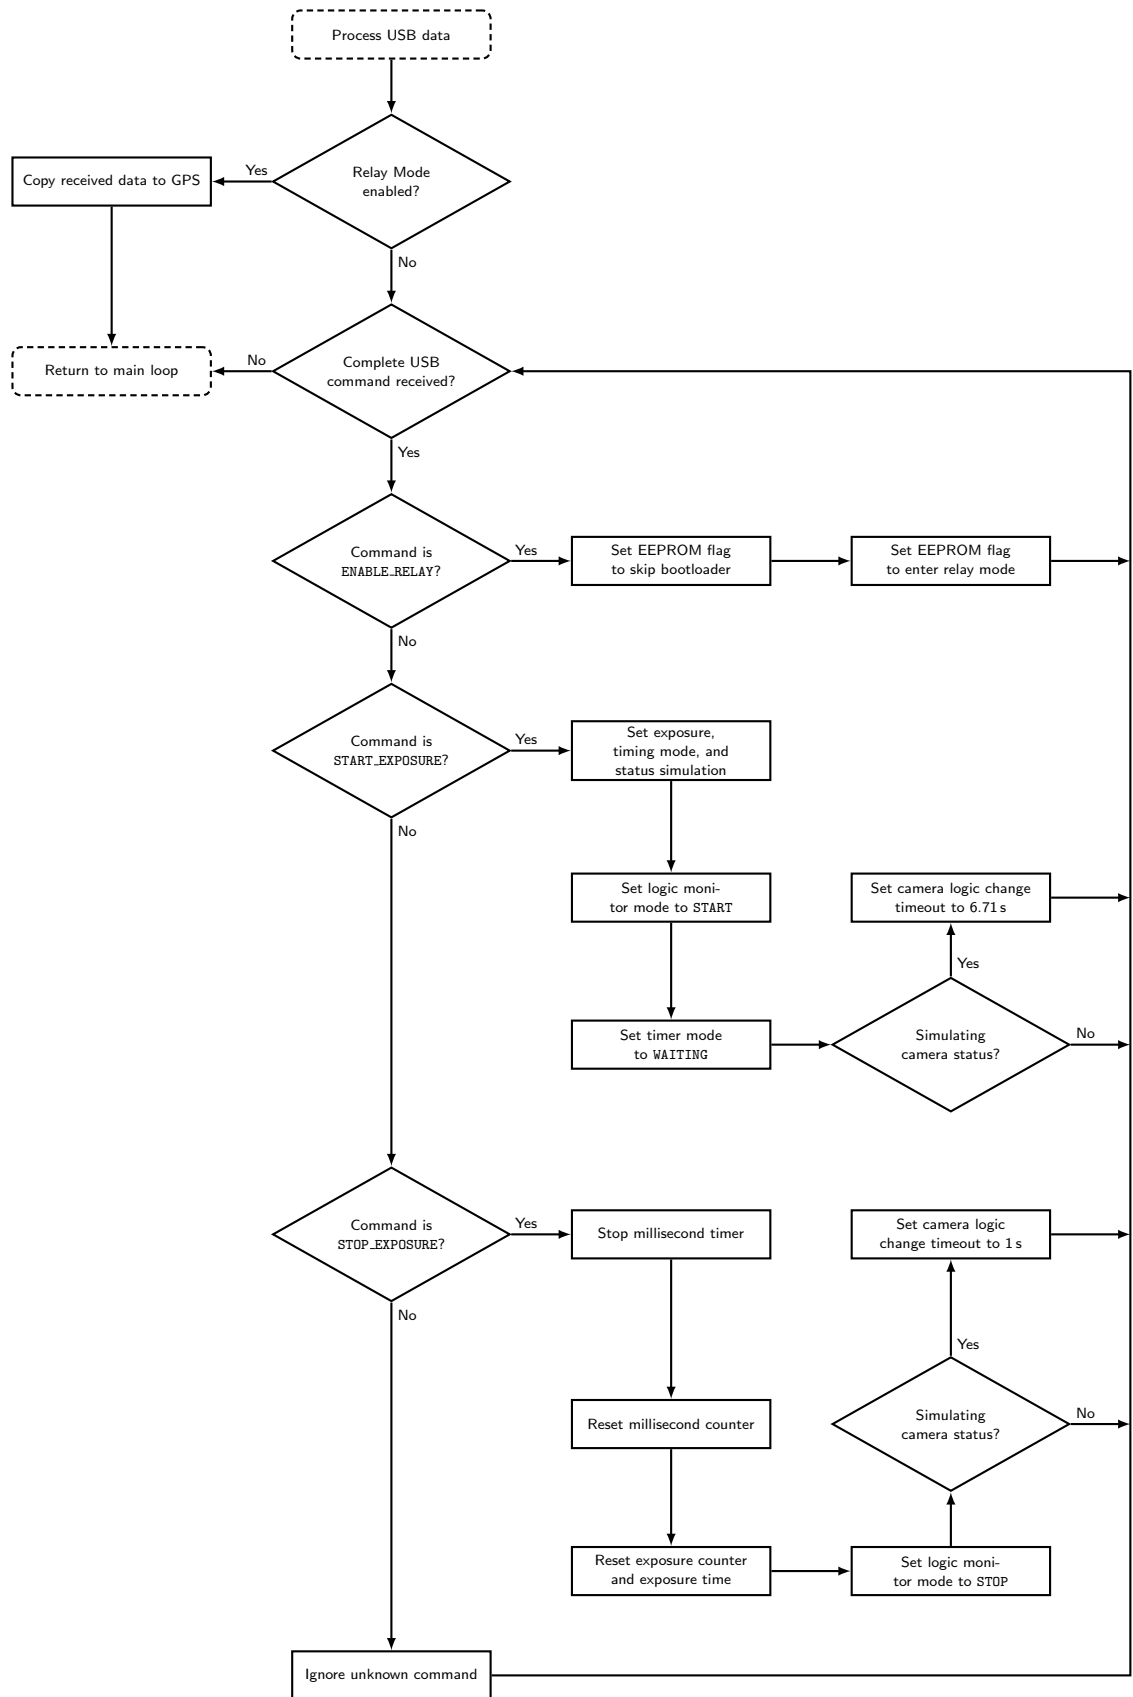 Process USB data
Relay Mode
enabled?
Yes
Copy received data to GPS
No
Complete USB
command received?
No
Return to main loop
Yes
Command is
ENABLE_RELAY?
Yes
Set EEPROM flag
to skip bootloader
Set EEPROM flag
to enter relay mode
No
Command is
START_EXPOSURE?
Yes
Set exposure,
timing mode, and
status simulation
No
Set logic moni-
tor mode to START
Set camera logic change
timeout to 6.71 s
Yes
Set timer mode
to WAITING
Simulating
camera status?
No
Command is
STOP_EXPOSURE?
Yes
Stop millisecond timer
Set camera logic
change timeout to 1 s
No
Yes
Reset millisecond counter
Simulating
camera status?
No
Reset exposure counter
and exposure time
Set logic moni-
tor mode to STOP
Ignore unknown command